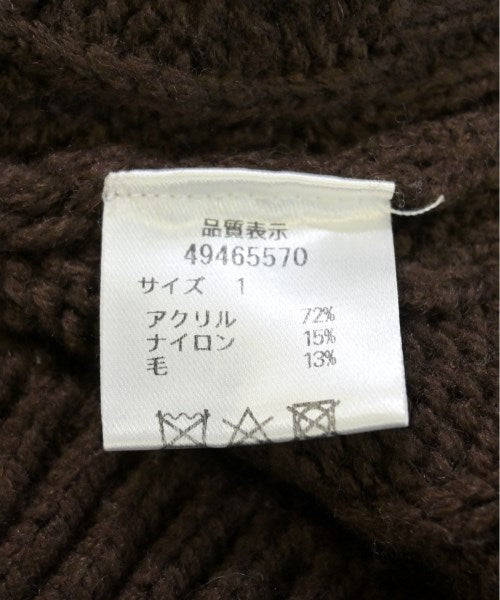 品質表示
49465570
サイズ 1
アクリル 72%
ナイロン 15%
毛 13%